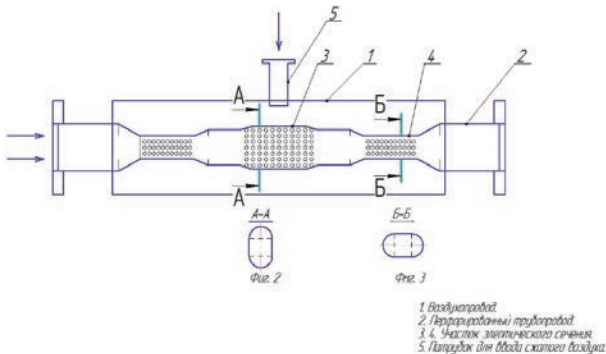 5
1
3
4
2
А
Б
А
Б
А-А
Б-Б
Фиг. 2
Фиг. 3
1. Воздухопровод.
2. Перфорированный трубопровод.
3. 4. Участок элептического сечения.
5. Патрубок для ввода сжатого воздуха.